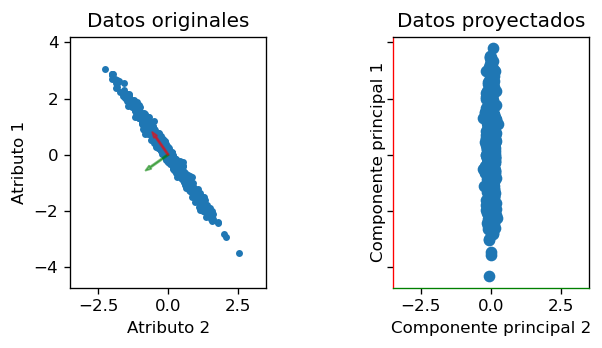 Datos originales
Datos proyectados
4
2
0
−2
−4
Atributo 1
Componente principal 1
−2.5
0.0
2.5
−2.5
0.0
2.5
Atributo 2
Componente principal 2